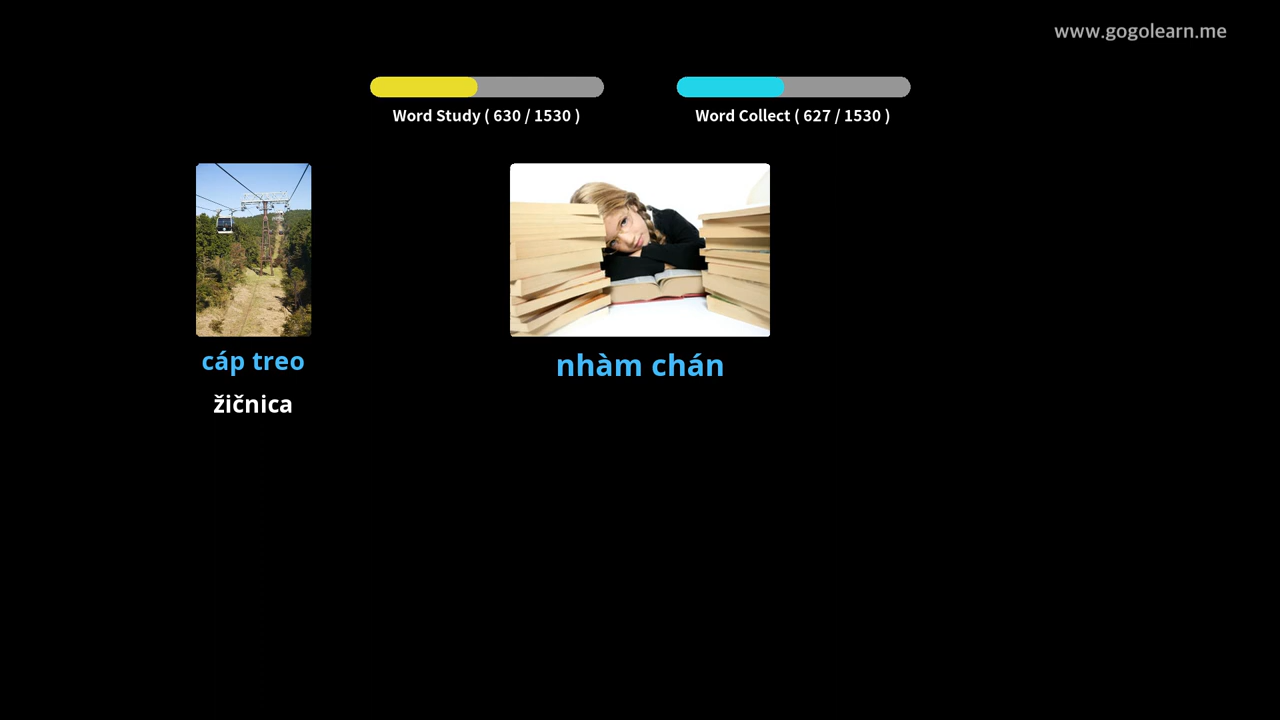 www.gogolearn.me
Word Study ( 630 / 1530 )
Word Collect ( 627 / 1530 )
cáp treo
žičnica
nhàm chán